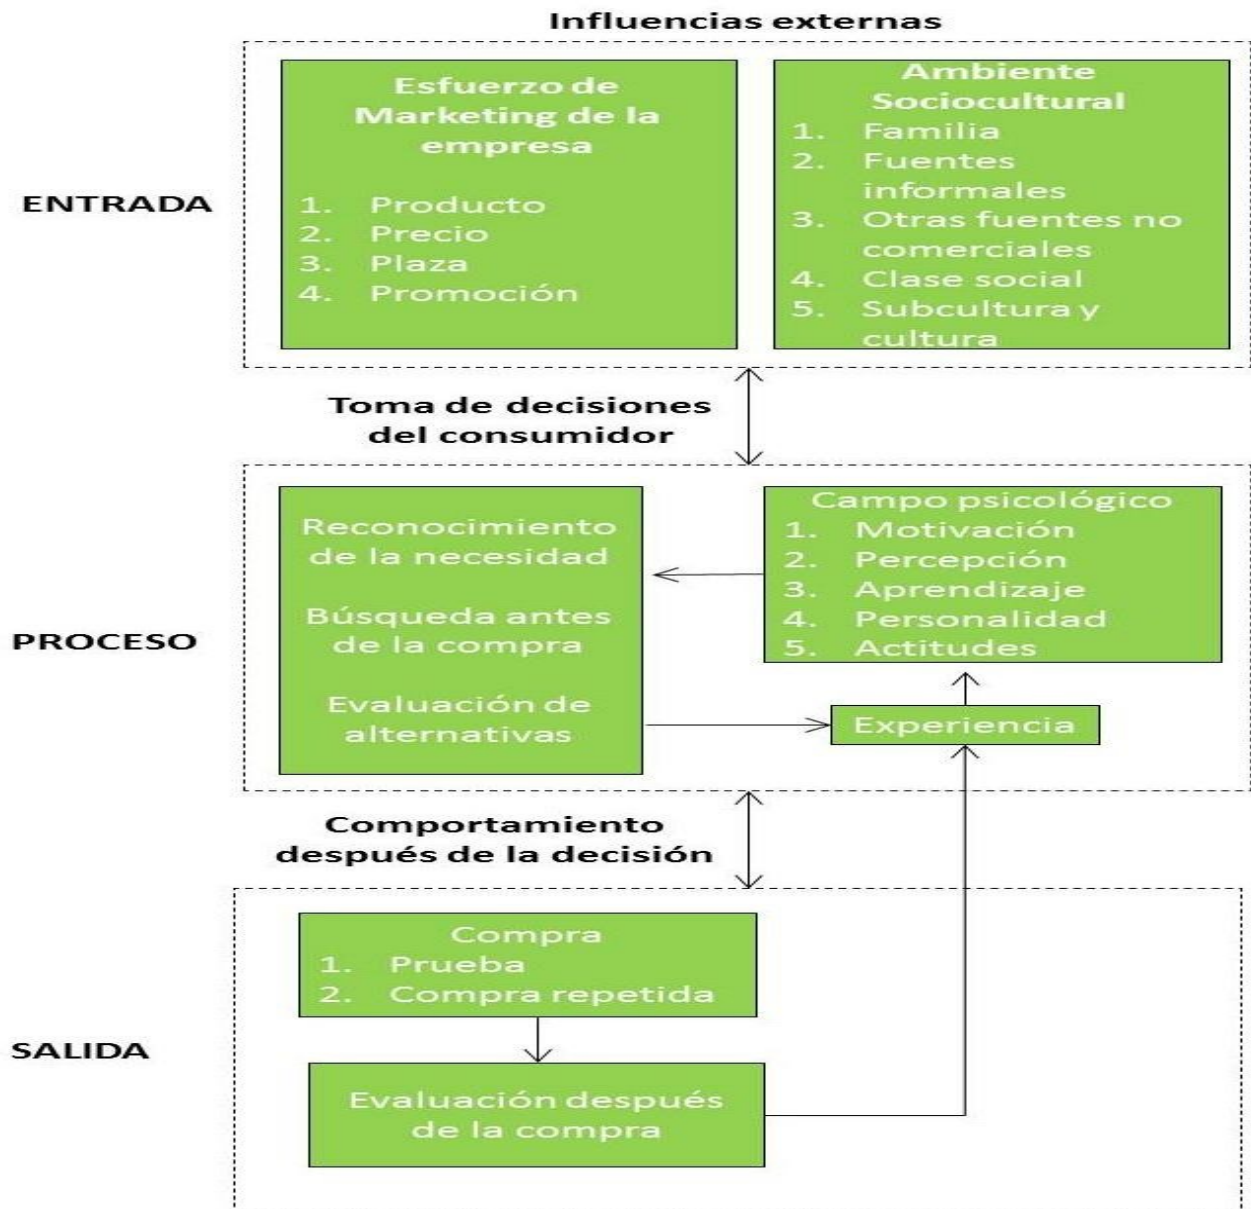 Influencias externas
ENTRADA
Esfuerzo de
Marketing de la
empresa
1. Producto
2. Precio
3. Plaza
4. Promoción
Ambiente
Sociocultural
1. Familia
2. Fuentes
informales
3. Otras fuentes no
comerciales
4. Clase social
5. Subcultura y
cultura
Toma de decisiones
del consumidor
PROCESO
Reconocimiento
de la necesidad
Búsqueda antes
de la compra
Evaluación de
alternativas
Campo psicológico
1. Motivación
2. Percepción
3. Aprendizaje
4. Personalidad
5. Actitudes
Experiencia
Comportamiento
después de la decisión
SALIDA
Compra
1. Prueba
2. Compra repetida
Evaluación después
de la compra